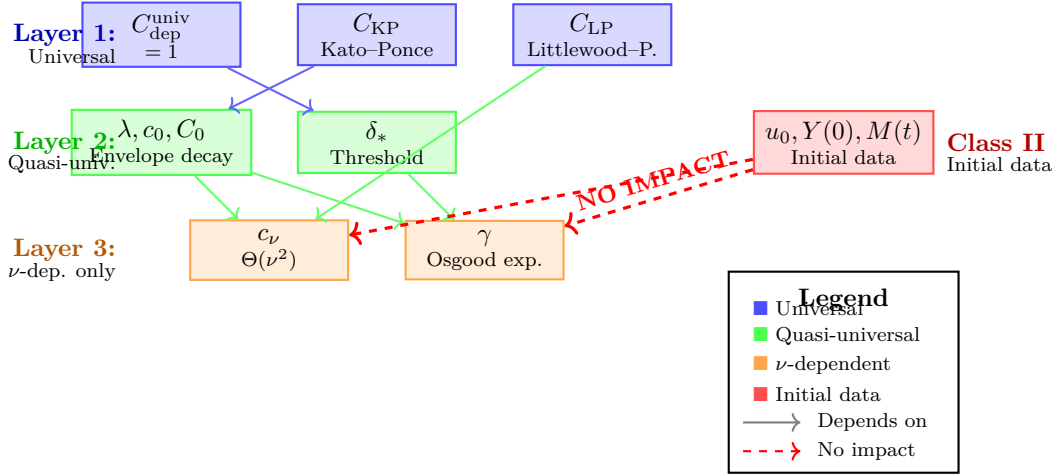 Layer 1:
Universal
C_dep^univ
= 1
C_KP
Kato–Ponce
C_LP
Littlewood–P.
Layer 2:
Quasi-univ.
λ, c_0, C_0
Envelope decay
δ_*
Threshold
u_0, Y(0), M(t)
Initial data
Class II
Initial data
NO IMPACT
Layer 3:
ν-dep. only
c_ν
Θ(ν²)
γ
Osgood exp.
Legend
Universal
Quasi-universal
ν-dependent
Initial data
Depends on
No impact